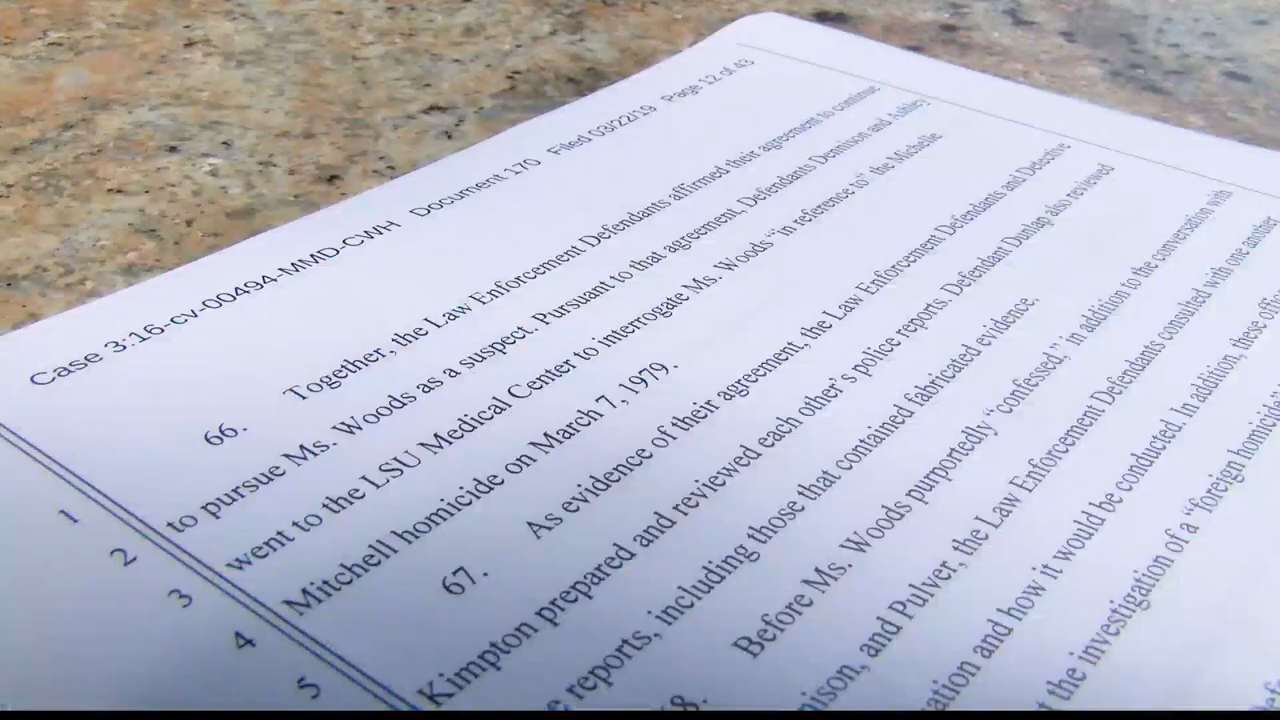 Case 3:16-cv-00494-MMD-CWH Document 170 Filed 03/22/19 Page 12 of 43
66. Together, the Law Enforcement Defendants affirmed their agreement to continue
1
to pursue Ms. Woods as a suspect. Pursuant to that agreement, Defendants Dennison and Ashley
2
went to the LSU Medical Center to interrogate Ms. Woods “in reference to” the Michelle
3
Mitchell homicide on March 7, 1979.
4
67. As evidence of their agreement, the Law Enforcement Defendants and Detective
5
Kimpton prepared and reviewed each other’s police reports. Defendant Dunlap also reviewed
reports, including those that contained fabricated evidence.
Before Ms. Woods purportedly “confessed,” in addition to the conversation with
and Pulver, the Law Enforcement Defendants consulted with one another
and how it would be conducted. In addition, these
the investigation of a “foreign